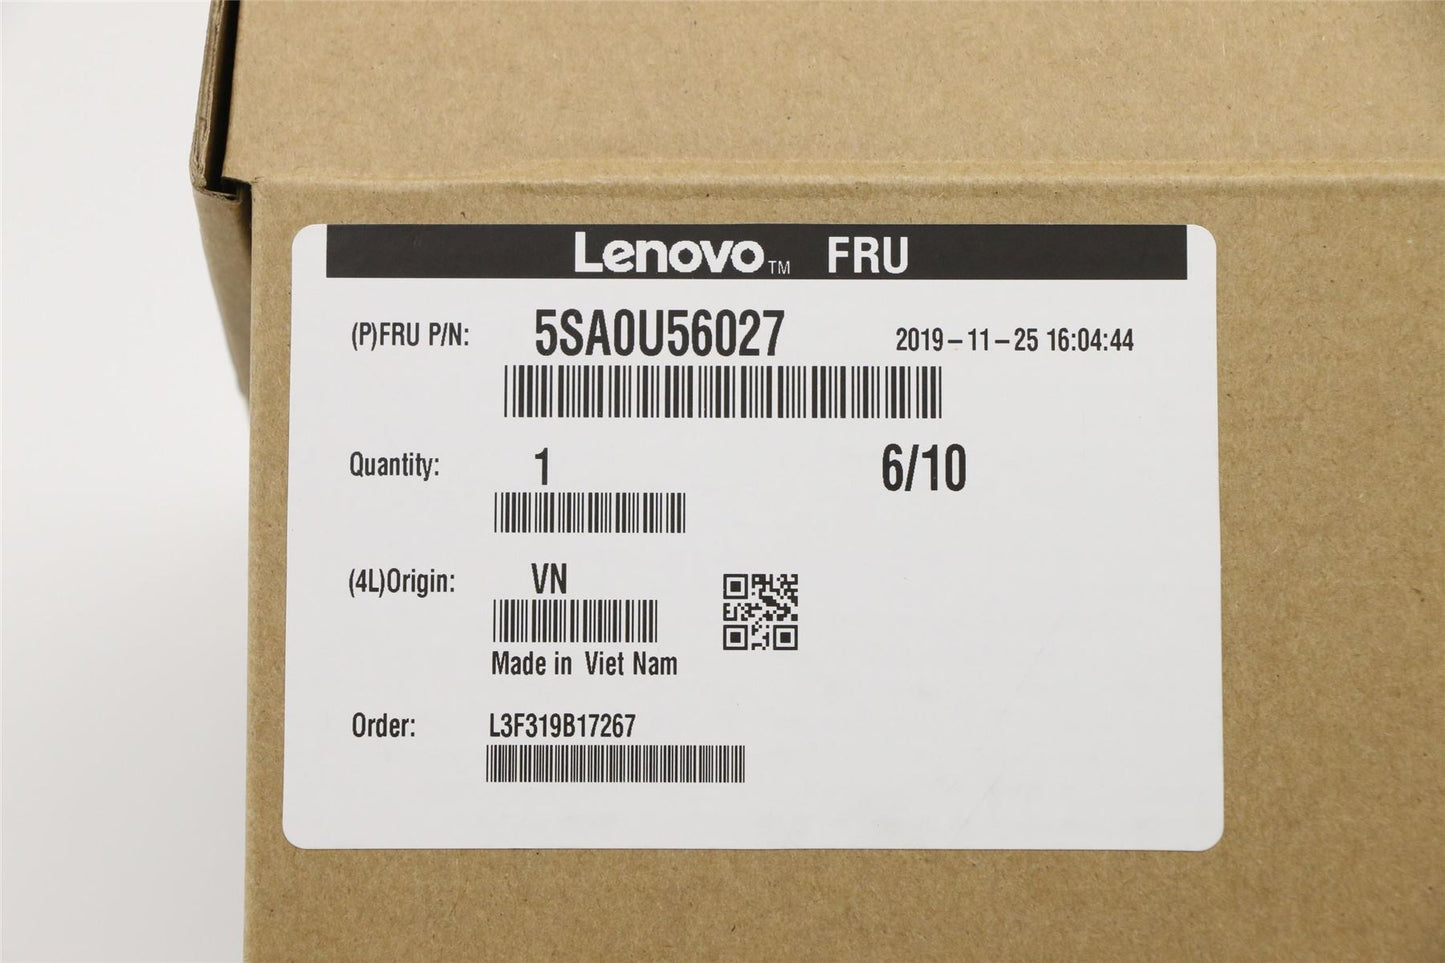 Lenovo™ FRU
(P)FRU P/N: 5SA0U56027 2019-11-25 16:04:44
Quantity: 1 6/10
(4L)Origin: VN
Made in Viet Nam
Order: L3F319B17267